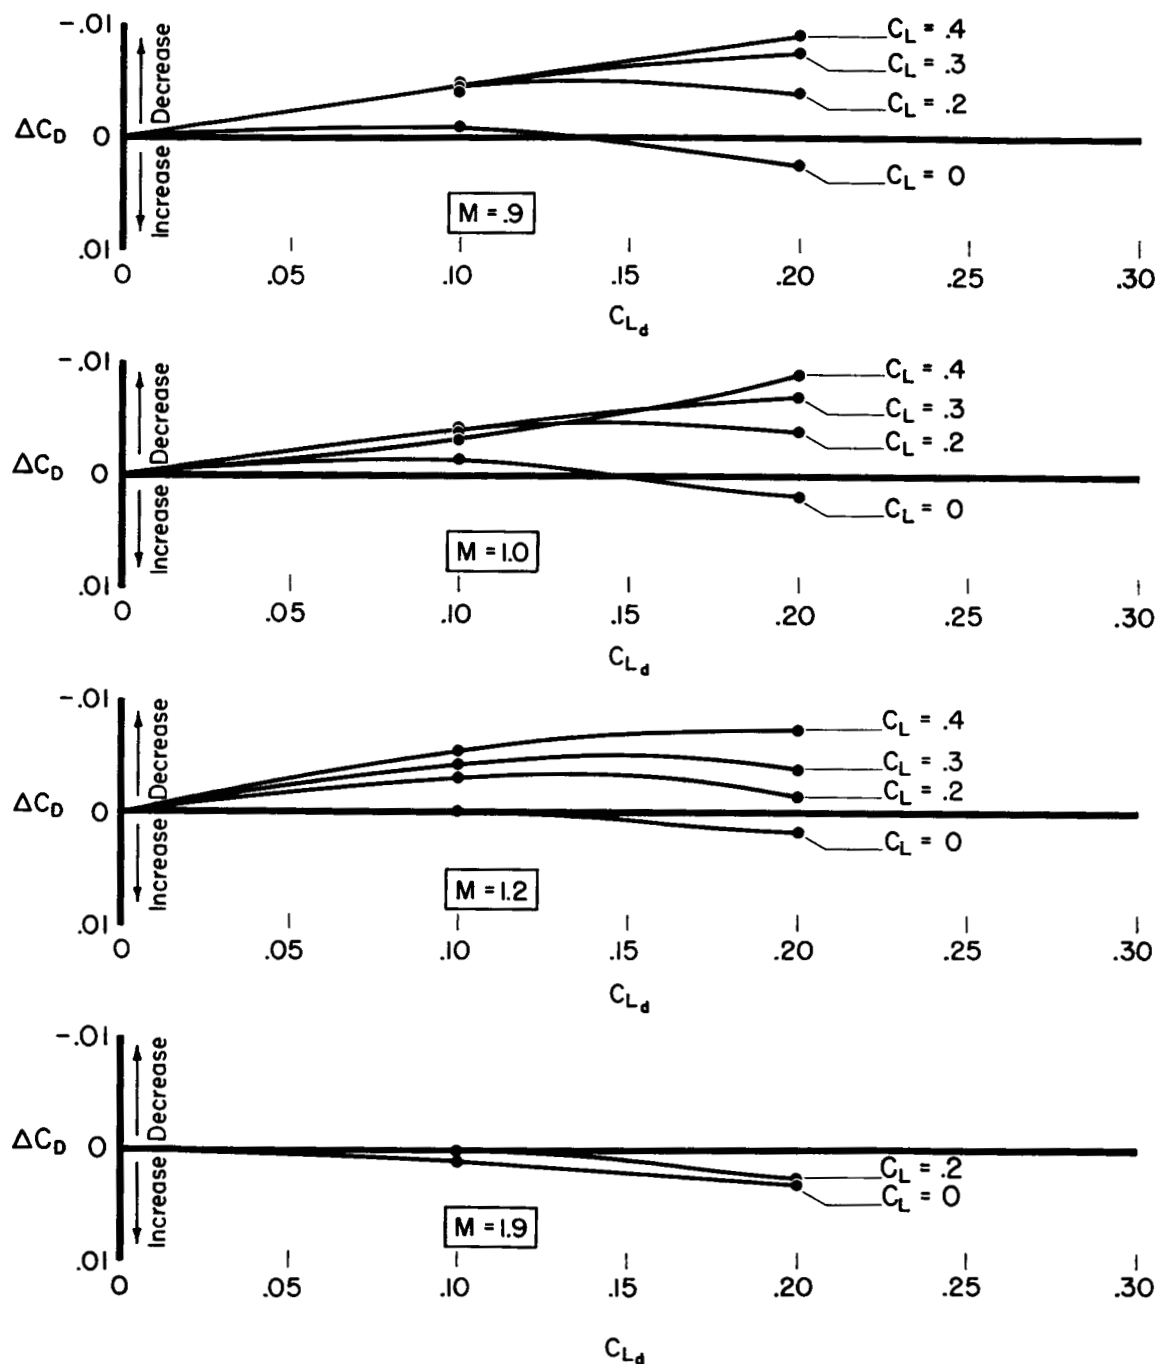 -.01
Decrease
C_L = .4
C_L = .3
C_L = .2
ΔC_D 0
Increase
C_L = 0
M = .9
.01
0 .05 .10 .15 .20 .25 .30
C_L_d
-.01
Decrease
C_L = .4
C_L = .3
C_L = .2
ΔC_D 0
Increase
C_L = 0
M = 1.0
.01
0 .05 .10 .15 .20 .25 .30
C_L_d
-.01
Decrease
C_L = .4
C_L = .3
C_L = .2
ΔC_D 0
Increase
C_L = 0
M = 1.2
.01
0 .05 .10 .15 .20 .25 .30
C_L_d
-.01
Decrease
ΔC_D 0
C_L = .2
C_L = 0
Increase
M = 1.9
.01
0 .05 .10 .15 .20 .25 .30
C_L_d